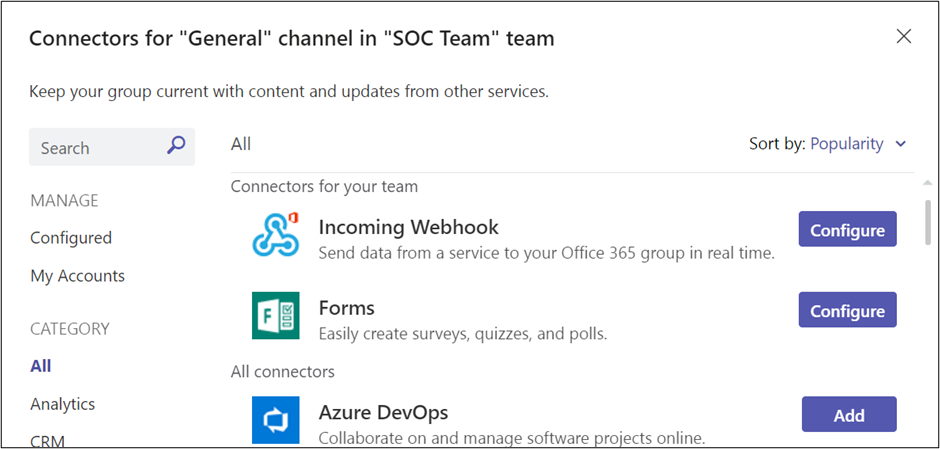 Connectors for "General" channel in "SOC Team" team
Keep your group current with content and updates from other services.
Search
All
Sort by: Popularity
MANAGE
Configured
My Accounts
CATEGORY
All
Analytics
CRM
Connectors for your team
Incoming Webhook
Send data from a service to your Office 365 group in real time.
Configure
Forms
Easily create surveys, quizzes, and polls.
Configure
All connectors
Azure DevOps
Collaborate on and manage software projects online.
Add